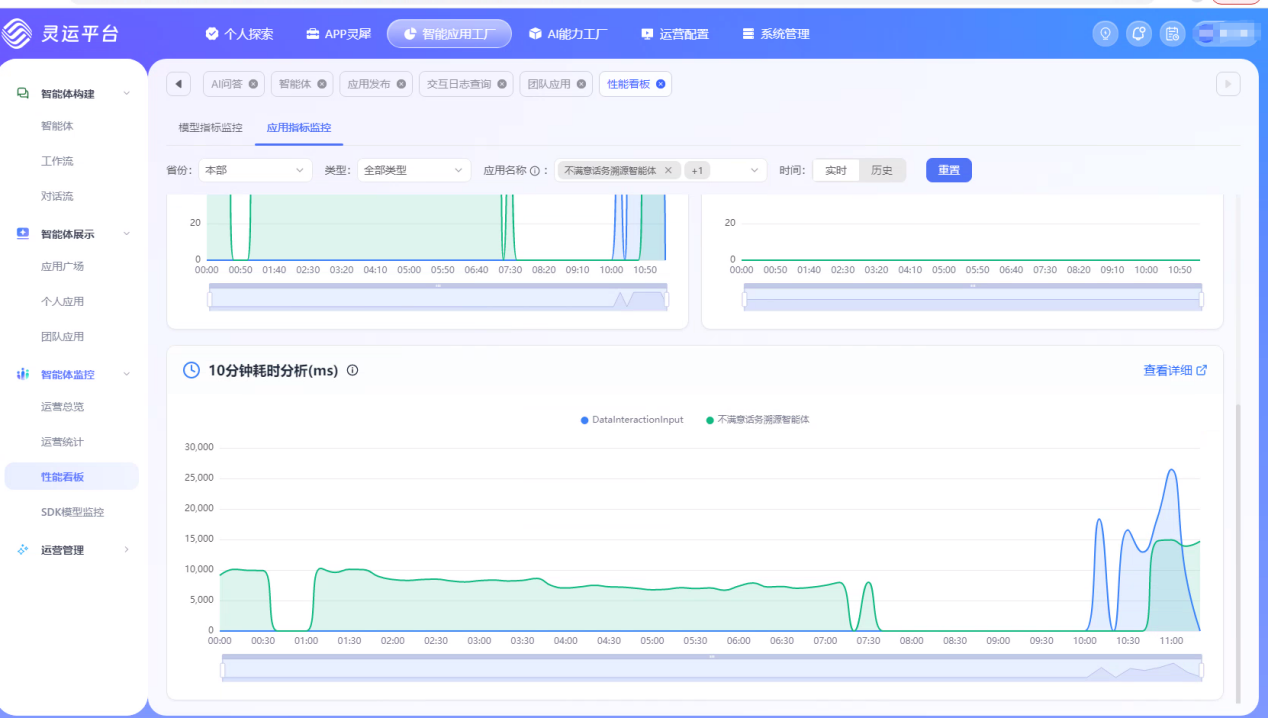 灵运平台
个人探索 APP灵犀 智能应用工厂 AI能力工厂 运营配置 系统管理
智能体构建
智能体
工作流
对话流
智能体展示
应用广场
个人应用
团队应用
智能体监控
运营总览
运营统计
性能看板
SDK模型监控
运营管理
AI问答 智能体 应用发布 交互日志查询 团队应用 性能看板
模型指标监控 应用指标监控
省份: 本部 类型: 全部类型 应用名称 : 不满意话务溯源智能体 +1 时间: 实时 历史 重置
20
0
00:00 00:50 01:40 02:30 03:20 04:10 05:00 05:50 06:40 07:30 08:20 09:10 10:00 10:50
20
0
00:00 00:50 01:40 02:30 03:20 04:10 05:00 05:50 06:40 07:30 08:20 09:10 10:00 10:50
10分钟耗时分析(ms) 查看详细
DataInteractionInput 不满意话务溯源智能体
30,000
25,000
20,000
15,000
10,000
5,000
0
00:00 00:30 01:00 01:30 02:00 02:30 03:00 03:30 04:00 04:30 05:00 05:30 06:00 06:30 07:00 07:30 08:00 08:30 09:00 09:30 10:00 10:30 11:00